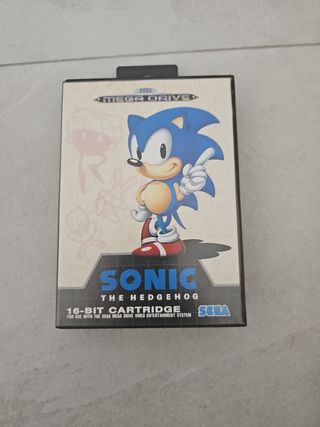 SEGA
MEGA DRIVE
SONIC
THE HEDGEHOG
16-BIT CARTRIDGE
FOR USE WITH THE SEGA MEGA DRIVE VIDEO ENTERTAINMENT SYSTEM
SEGA